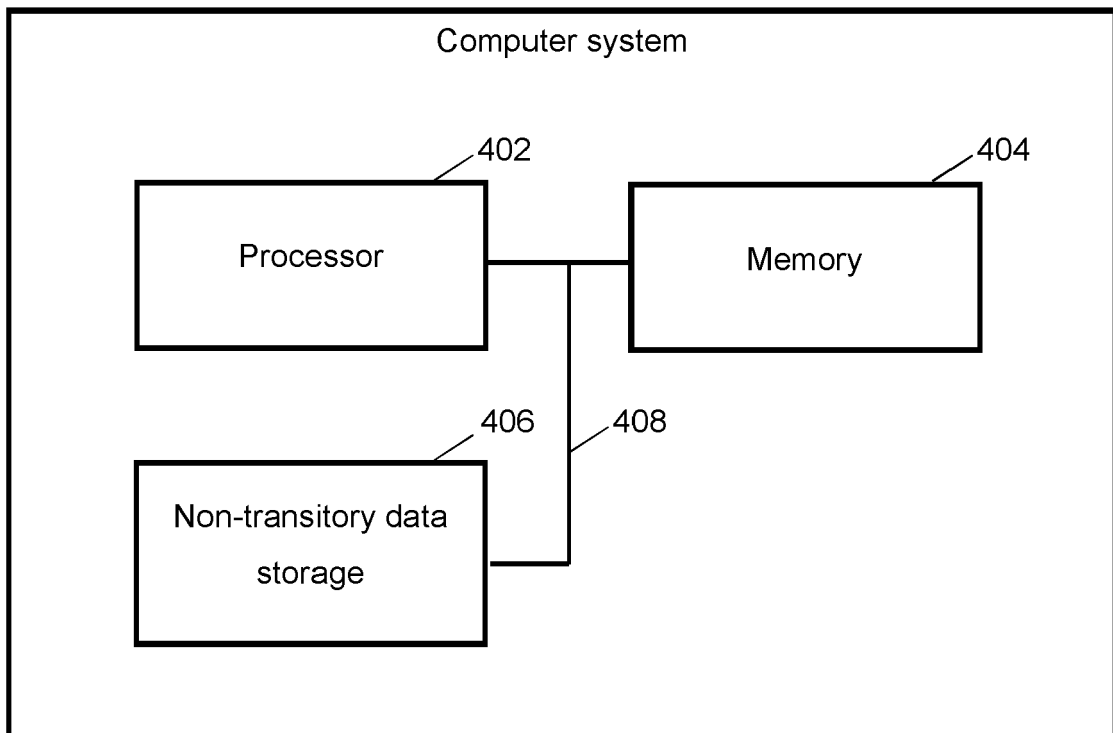 Computer system
402
404
Processor
Memory
406
408
Non-transitory data
storage